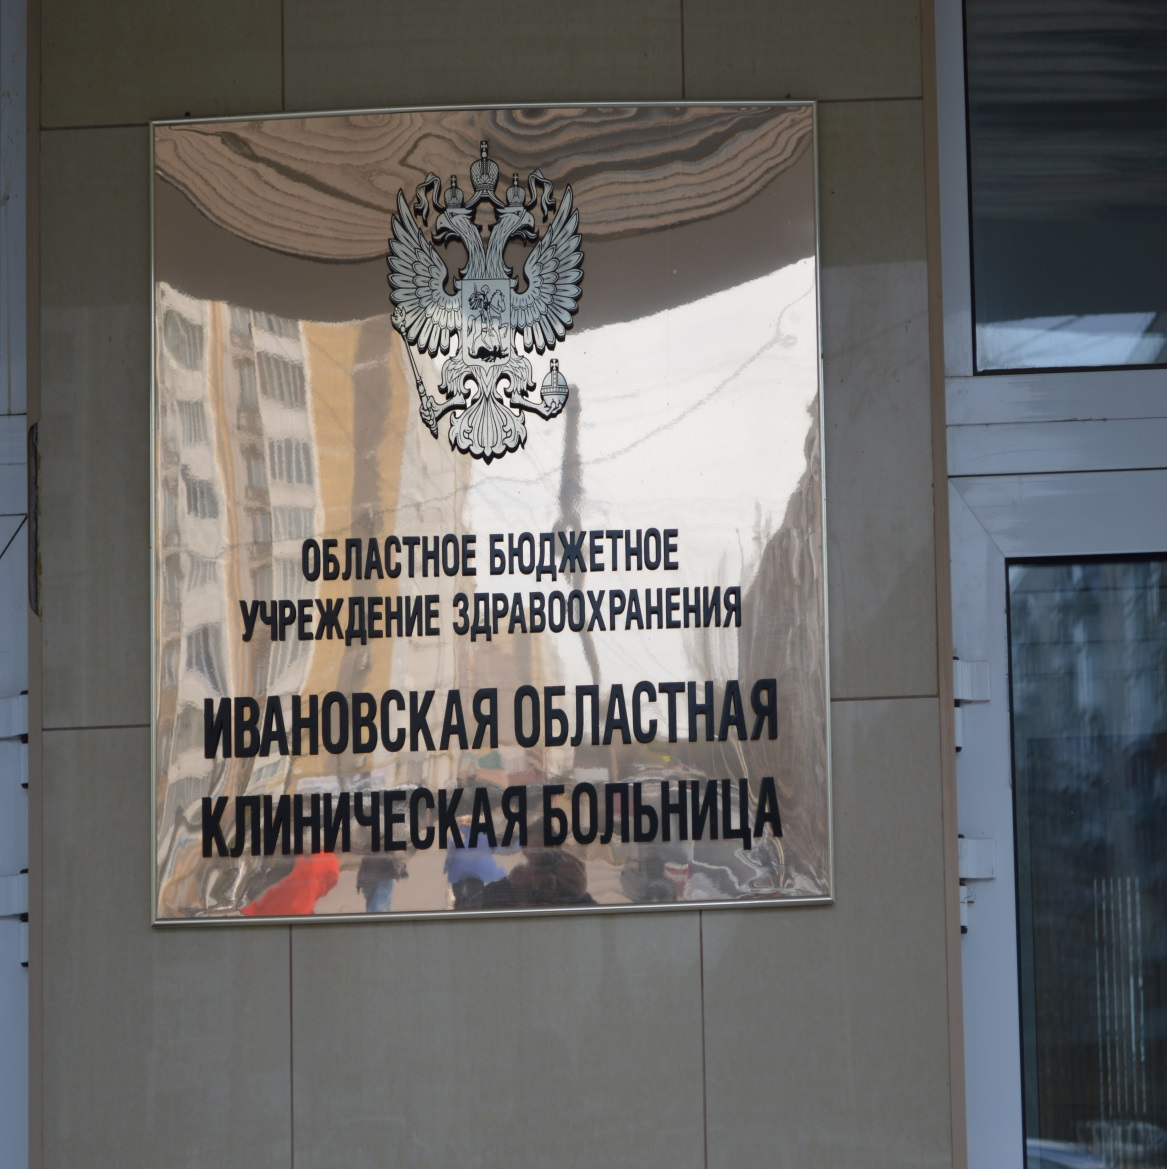 ОБЛАСТНОЕ БЮДЖЕТНОЕ
УЧРЕЖДЕНИЕ ЗДРАВООХРАНЕНИЯ
ИВАНОВСКАЯ ОБЛАСТНАЯ
КЛИНИЧЕСКАЯ БОЛЬНИЦА